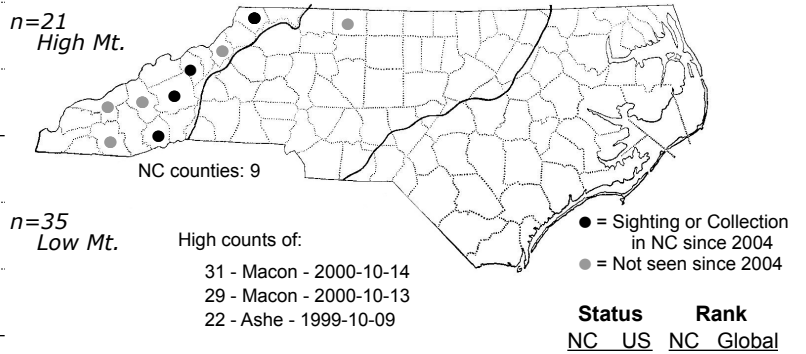 n=21
High Mt.
NC counties: 9
n=35
Low Mt.
High counts of:
31 - Macon - 2000-10-14
29 - Macon - 2000-10-13
22 - Ashe - 1999-10-09
= Sighting or Collection
in NC since 2004
= Not seen since 2004
Status Rank
NC US NC Global